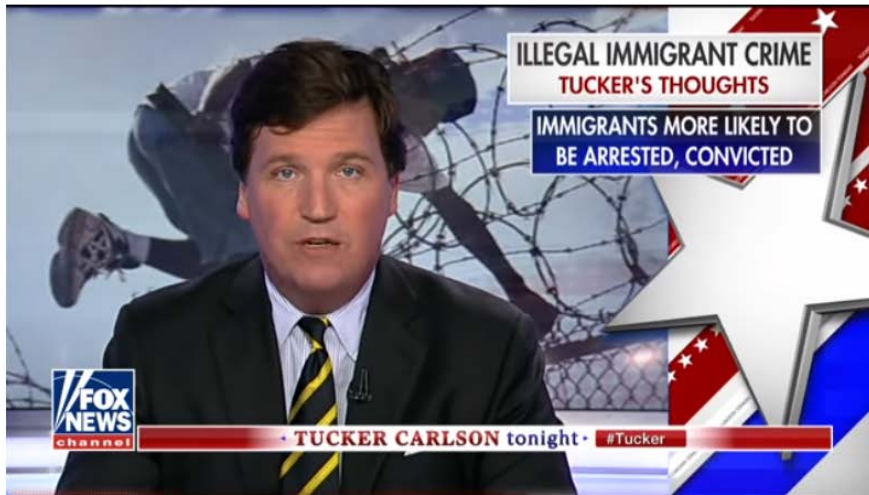 ILLEGAL IMMIGRANT CRIME
TUCKER'S THOUGHTS
IMMIGRANTS MORE LIKELY TO
BE ARRESTED, CONVICTED
FOX
NEWS
channel
TUCKER CARLSON tonight
#Tucker